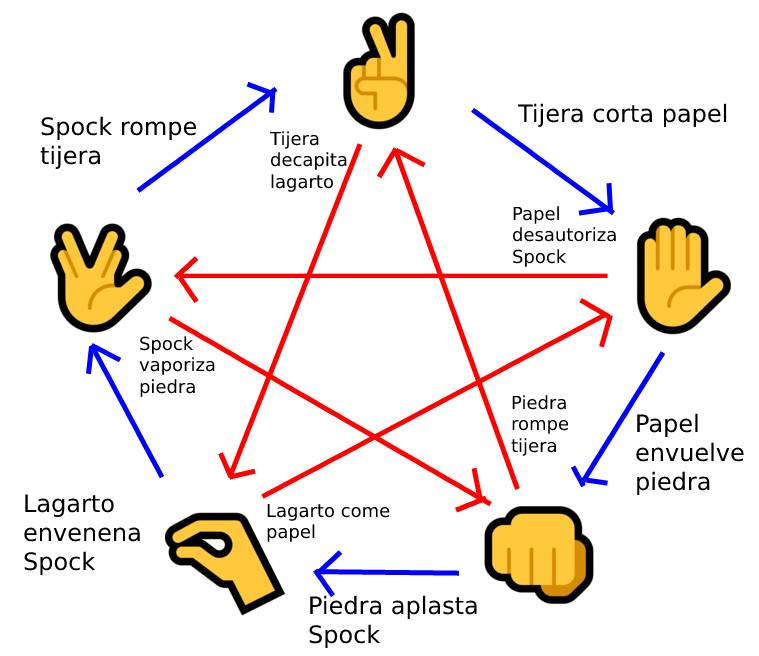 Tijera corta papel
Spock rompe
tijera
Tijera
decapita
lagarto
Papel
desautoriza
Spock
Spock
vaporiza
piedra
Piedra
rompe
tijera
Papel
envuelve
piedra
Lagarto
envenena
Spock
Lagarto come
papel
Piedra aplasta
Spock